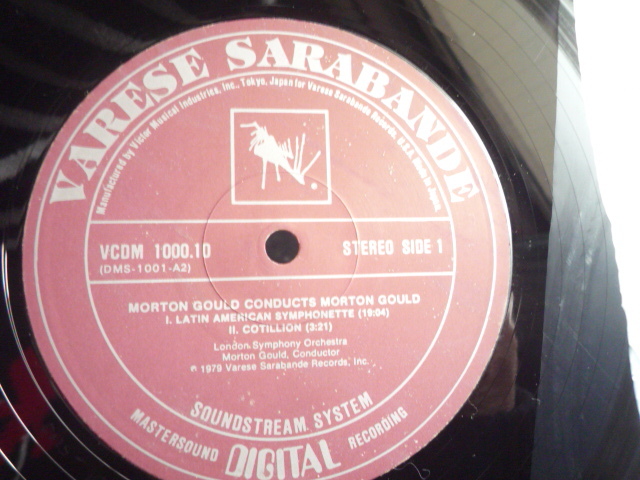 VARESE SARABANDE
Manufactured by Victor Musical Industries, Inc., Tokyo, Japan for Varese Sarabande Records, U.S.A. Made in Japan.
VCDM 1000.10
(DMS-1001-A2)
STEREO SIDE 1
MORTON GOULD CONDUCTS MORTON GOULD
I. LATIN AMERICAN SYMPHONETTE (19:04)
II. COTILLION (3:21)
London Symphony Orchestra
Morton Gould, Conductor
℗ 1979 Varese Sarabande Records, Inc.
SOUNDSTREAM SYSTEM
MASTERSOUND DIGITAL RECORDING